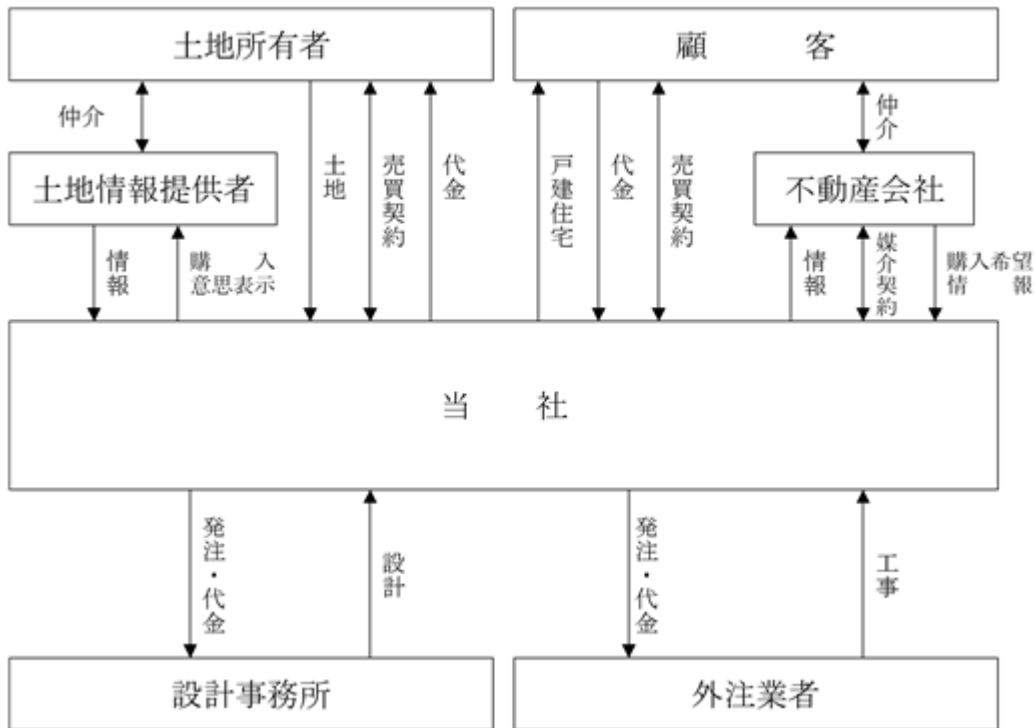 土地所有者
顧客
仲介
土地
売買契約
代金
戸建住宅
代金
売買契約
仲介
土地情報提供者
不動産会社
情報
購入
意思表示
情報
媒介契約
購入希望
情報
当社
発注・代金
設計
発注・代金
工事
設計事務所
外注業者